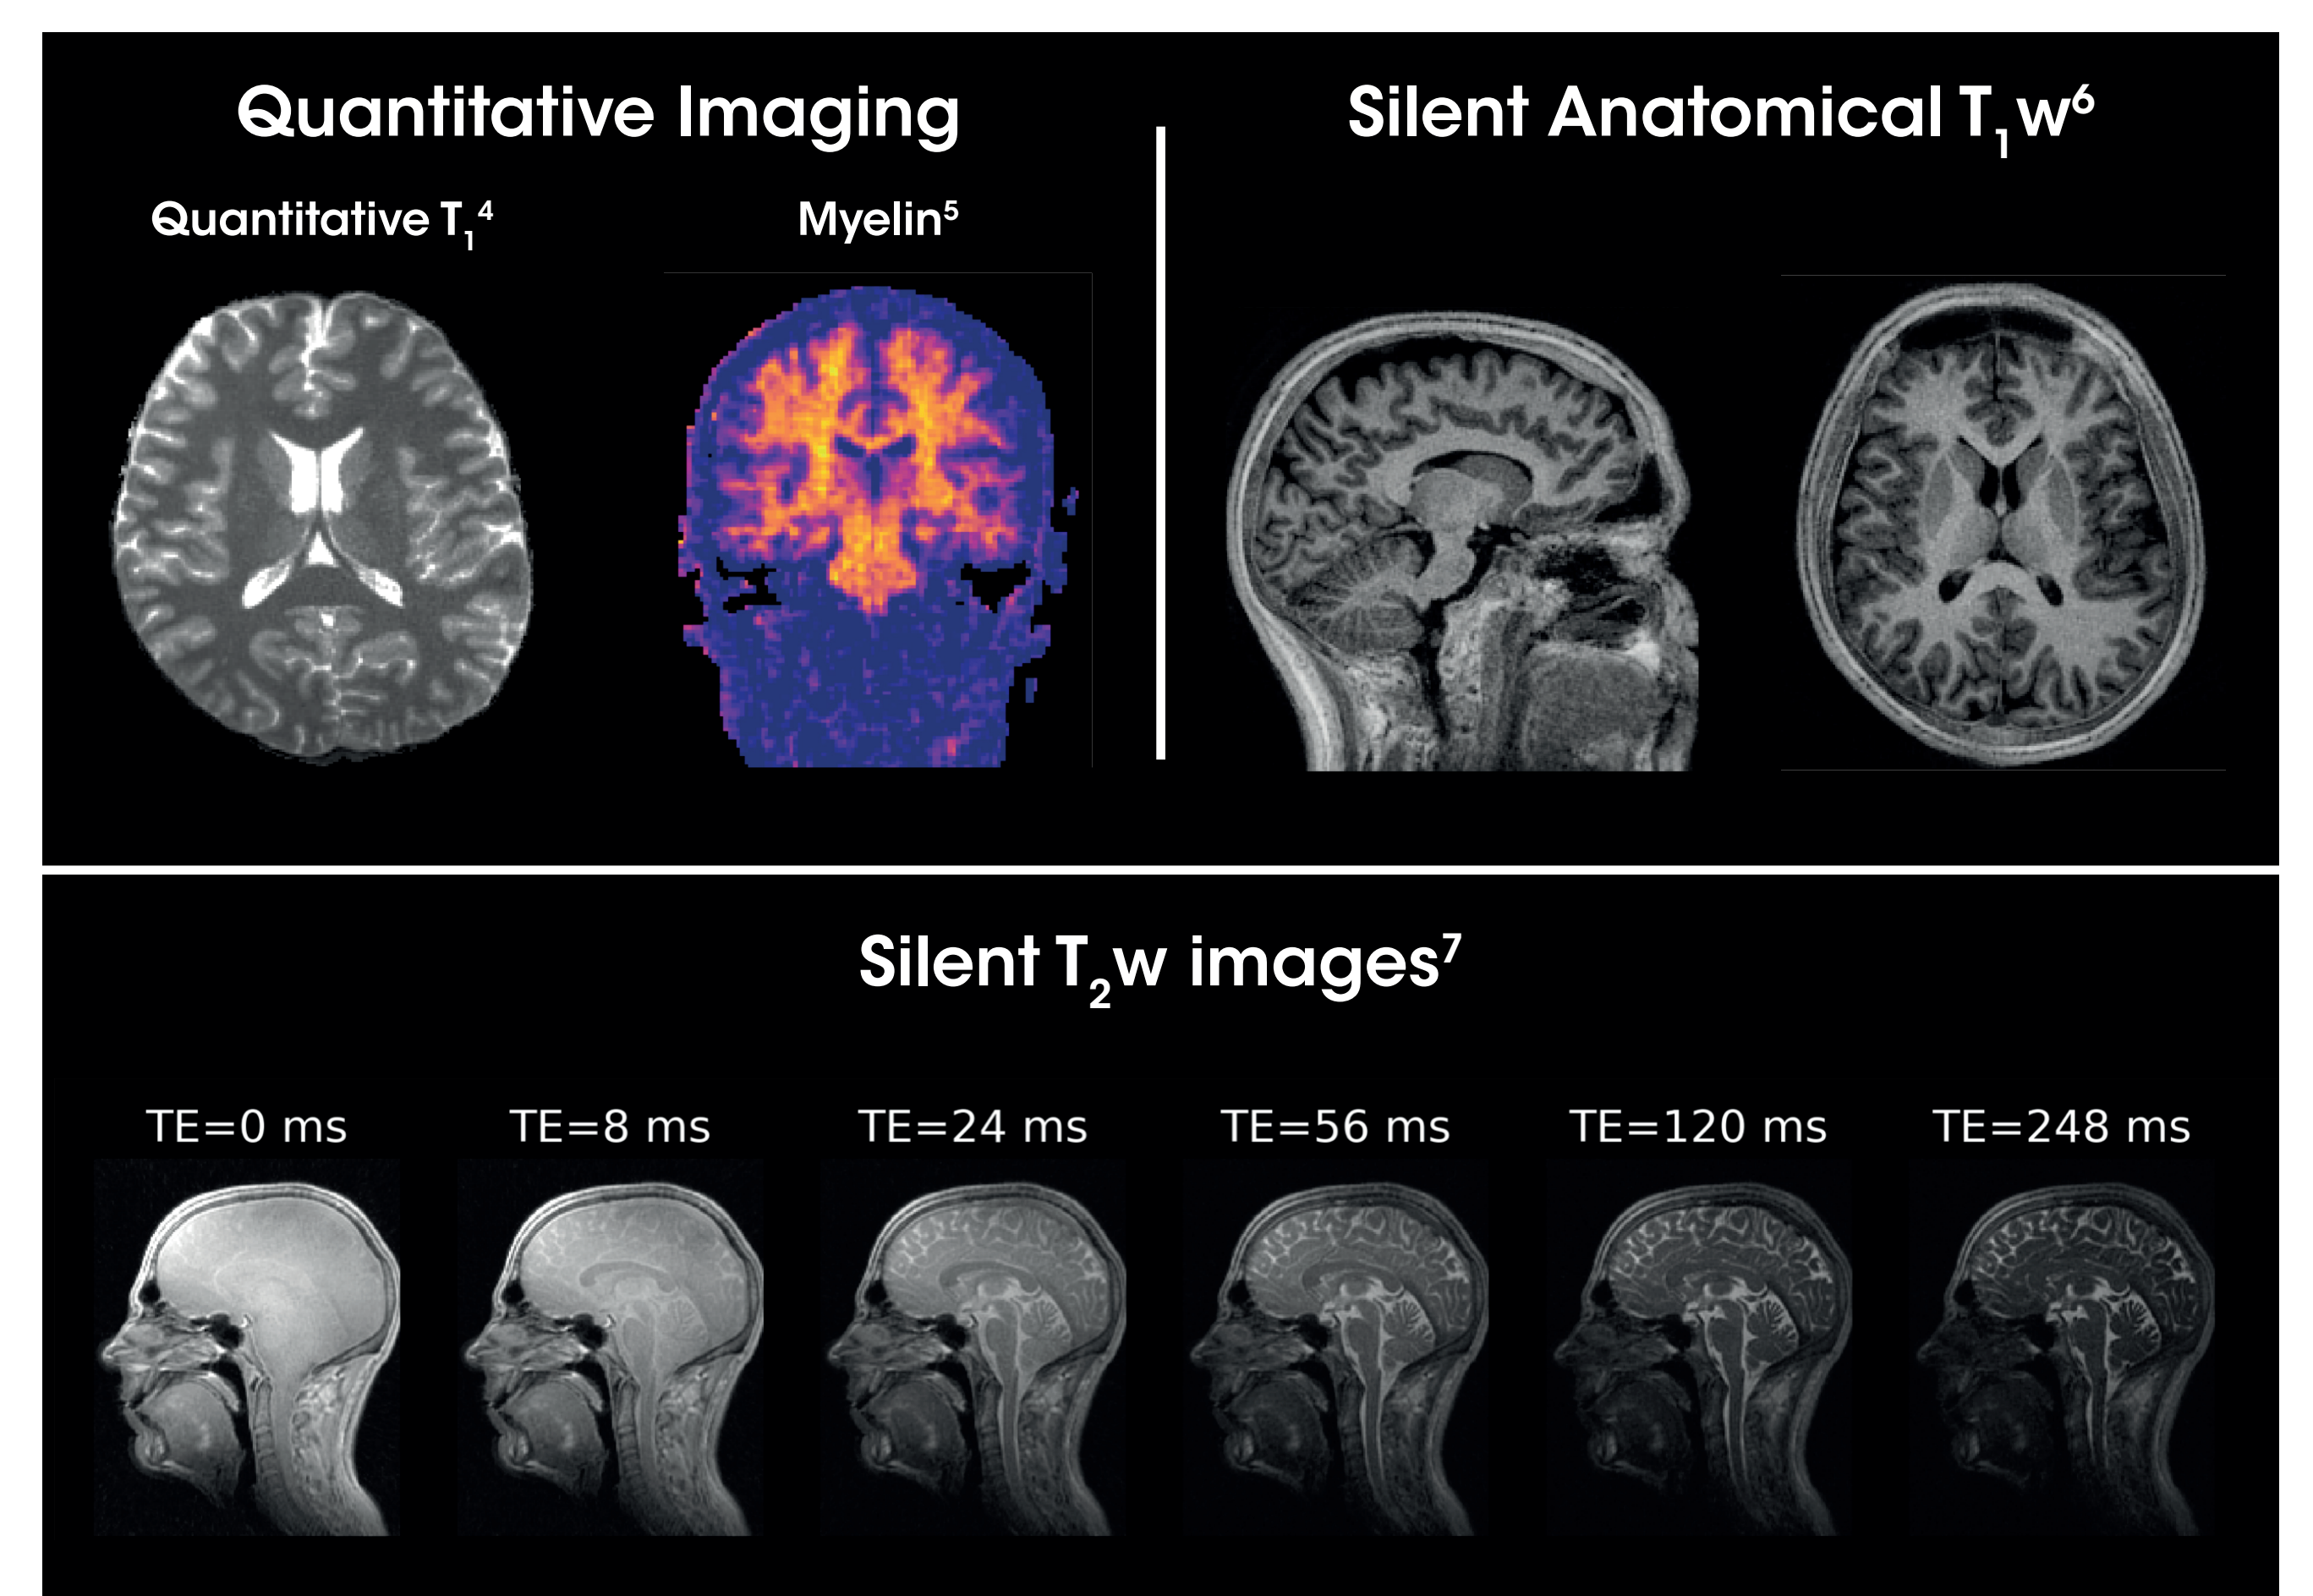 Quantitative Imaging
Silent Anatomical T₁w⁶
Quantitative T₁⁴
Myelin⁵
Silent T₂w images⁷
TE=0 ms
TE=8 ms
TE=24 ms
TE=56 ms
TE=120 ms
TE=248 ms